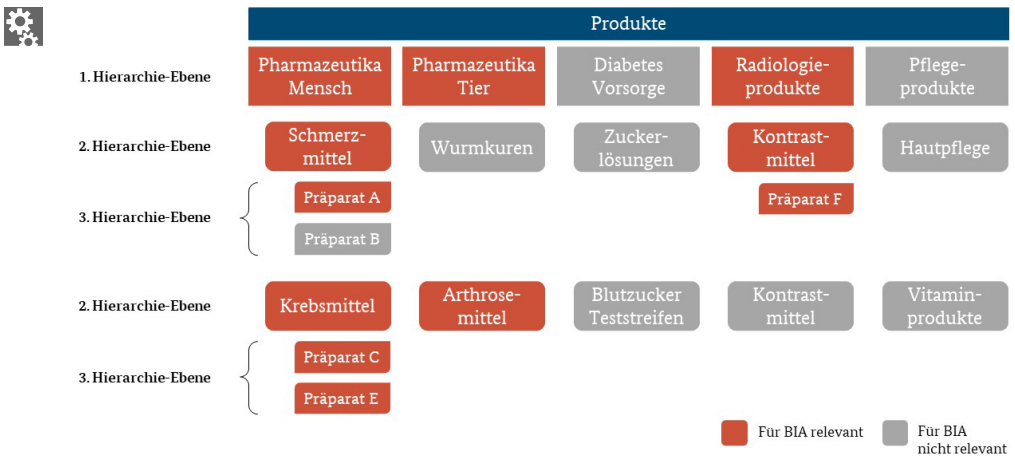 Produkte
1. Hierarchie-Ebene
Pharmazeutika
Mensch
Pharmazeutika
Tier
Diabetes
Vorsorge
Radiologie-
produkte
Pflege-
produkte
2. Hierarchie-Ebene
Schmerz-
mittel
Wurmkuren
Zucker-
lösungen
Kontrast-
mittel
Hautpflege
3. Hierarchie-Ebene
Präparat A
Präparat B
Präparat F
2. Hierarchie-Ebene
Krebsmittel
Arthrose-
mittel
Blutzucker
Teststreifen
Kontrast-
mittel
Vitamin-
produkte
3. Hierarchie-Ebene
Präparat C
Präparat E
Für BIA relevant
Für BIA
nicht relevant